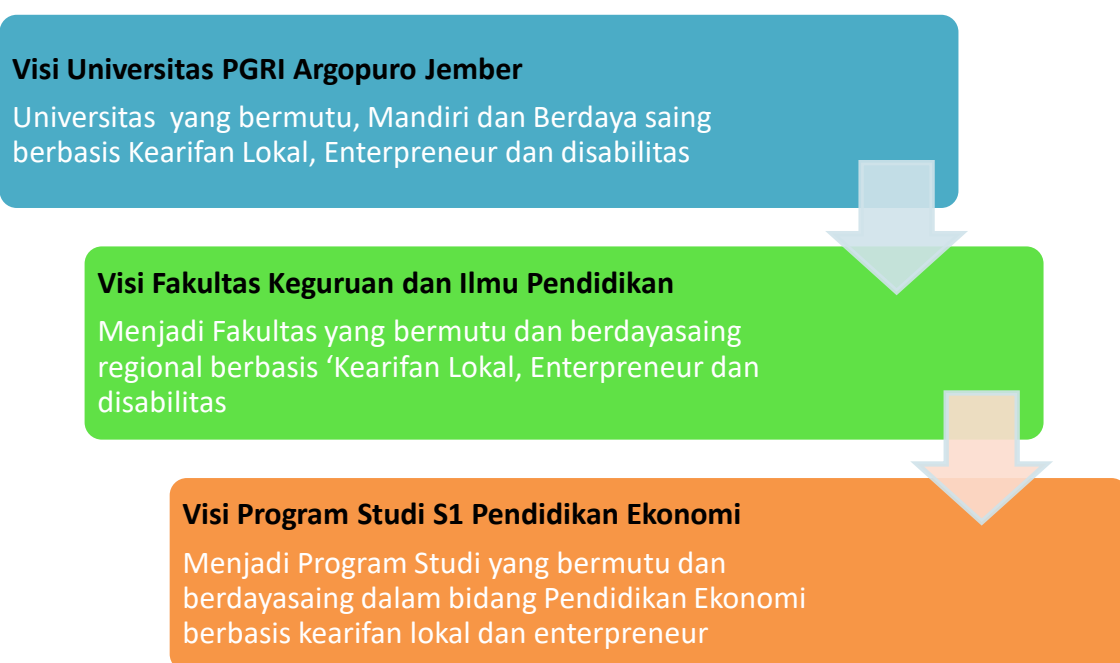 Visi Universitas PGRI Argopuro Jember
Universitas  yang bermutu, Mandiri dan Berdaya saing
berbasis Kearifan Lokal, Enterpreneur dan disabilitas
Visi Fakultas Keguruan dan Ilmu Pendidikan
Menjadi Fakultas yang bermutu dan berdayasaing
regional berbasis ‘Kearifan Lokal, Enterpreneur dan
disabilitas
Visi Program Studi S1 Pendidikan Ekonomi
Menjadi Program Studi yang bermutu dan
berdayasaing dalam bidang Pendidikan Ekonomi
berbasis kearifan lokal dan enterpreneur